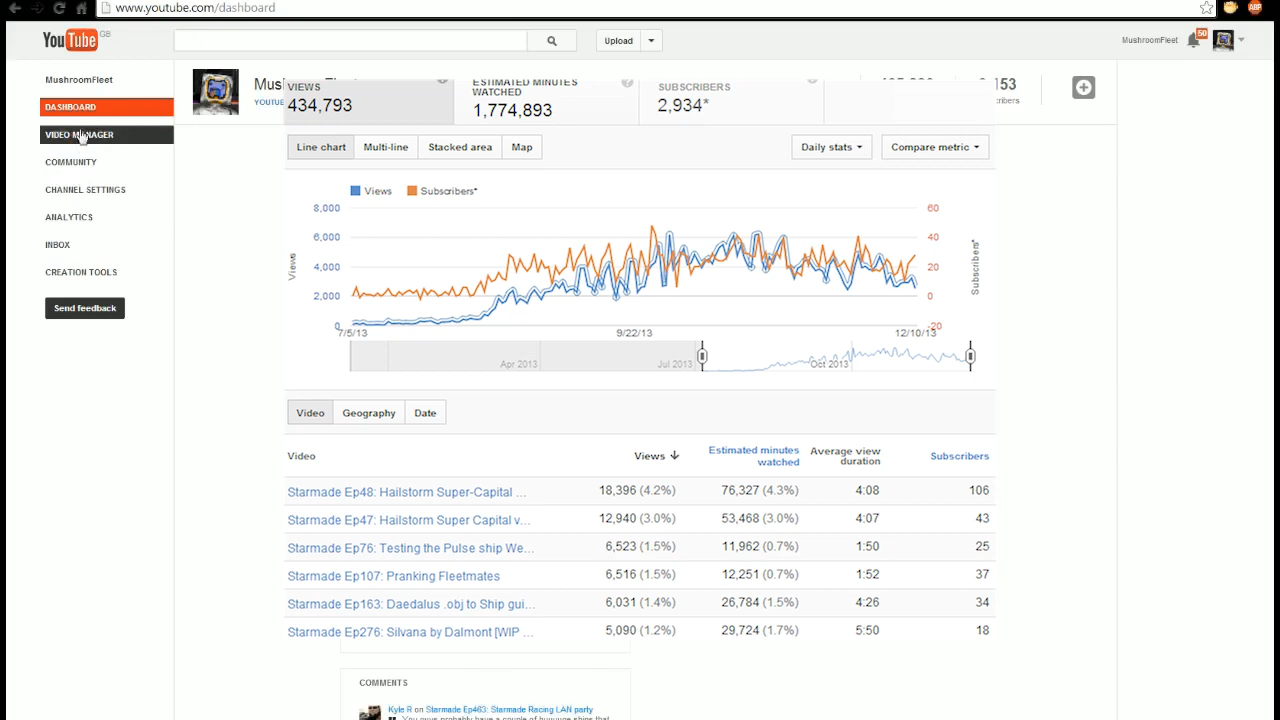 www.youtube.com/dashboard
YouTube GB
Upload
MushroomFleet
50
MushroomFleet
DASHBOARD
VIDEO MANAGER
COMMUNITY
CHANNEL SETTINGS
ANALYTICS
INBOX
CREATION TOOLS
Send feedback
VIEWS
434,793
ESTIMATED MINUTES
WATCHED
1,774,893
SUBSCRIBERS
2,934*
Line chart Multi-line Stacked area Map Daily stats Compare metric
Views Subscribers*
8,000 60
6,000 40
4,000 20
2,000 0
0 -20
Views
Subscribers*
7/5/13 9/22/13 12/10/13
Apr 2013 Jul 2013 Oct 2013
Video Geography Date
Video Views Estimated minutes watched Average view duration Subscribers
Starmade Ep48: Hailstorm Super-Capital ... 18,396 (4.2%) 76,327 (4.3%) 4:08 106
Starmade Ep47: Hailstorm Super Capital v... 12,940 (3.0%) 53,468 (3.0%) 4:07 43
Starmade Ep76: Testing the Pulse ship We... 6,523 (1.5%) 11,962 (0.7%) 1:50 25
Starmade Ep107: Pranking Fleetmates 6,516 (1.5%) 12,251 (0.7%) 1:52 37
Starmade Ep163: Daedalus .obj to Ship gui... 6,031 (1.4%) 26,784 (1.5%) 4:26 34
Starmade Ep276: Silvana by Dalmont [WIP ... 5,090 (1.2%) 29,724 (1.7%) 5:50 18
COMMENTS
Kyle R on Starmade Ep463: Starmade Racing LAN party